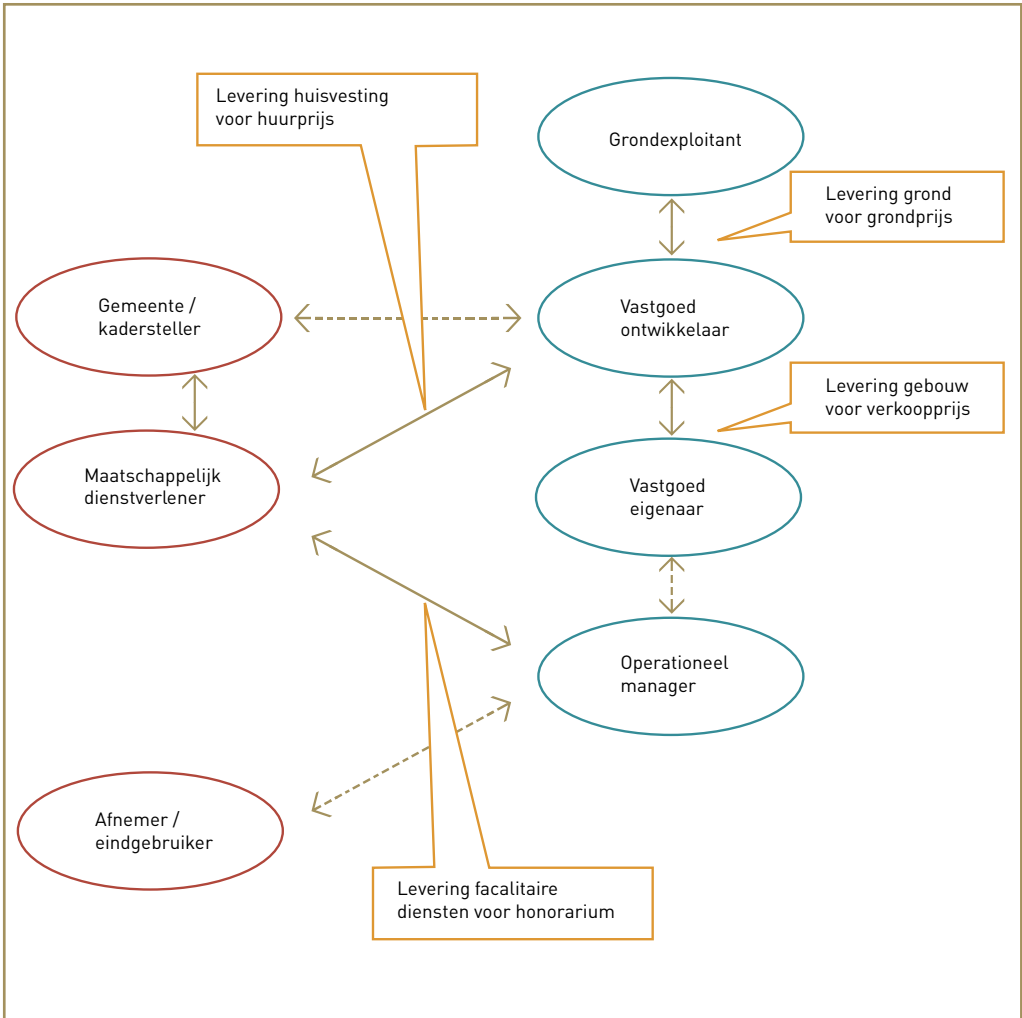 Levering huisvesting
voor huurprijs
Grondexploitant
Levering grond
voor grondprijs
Gemeente /
kadersteller
Vastgoed
ontwikkelaar
Levering gebouw
voor verkoopprijs
Maatschappelijk
dienstverlener
Vastgoed
eigenaar
Operationeel
manager
Afnemer /
eindgebruiker
Levering facalitaire
diensten voor honorarium